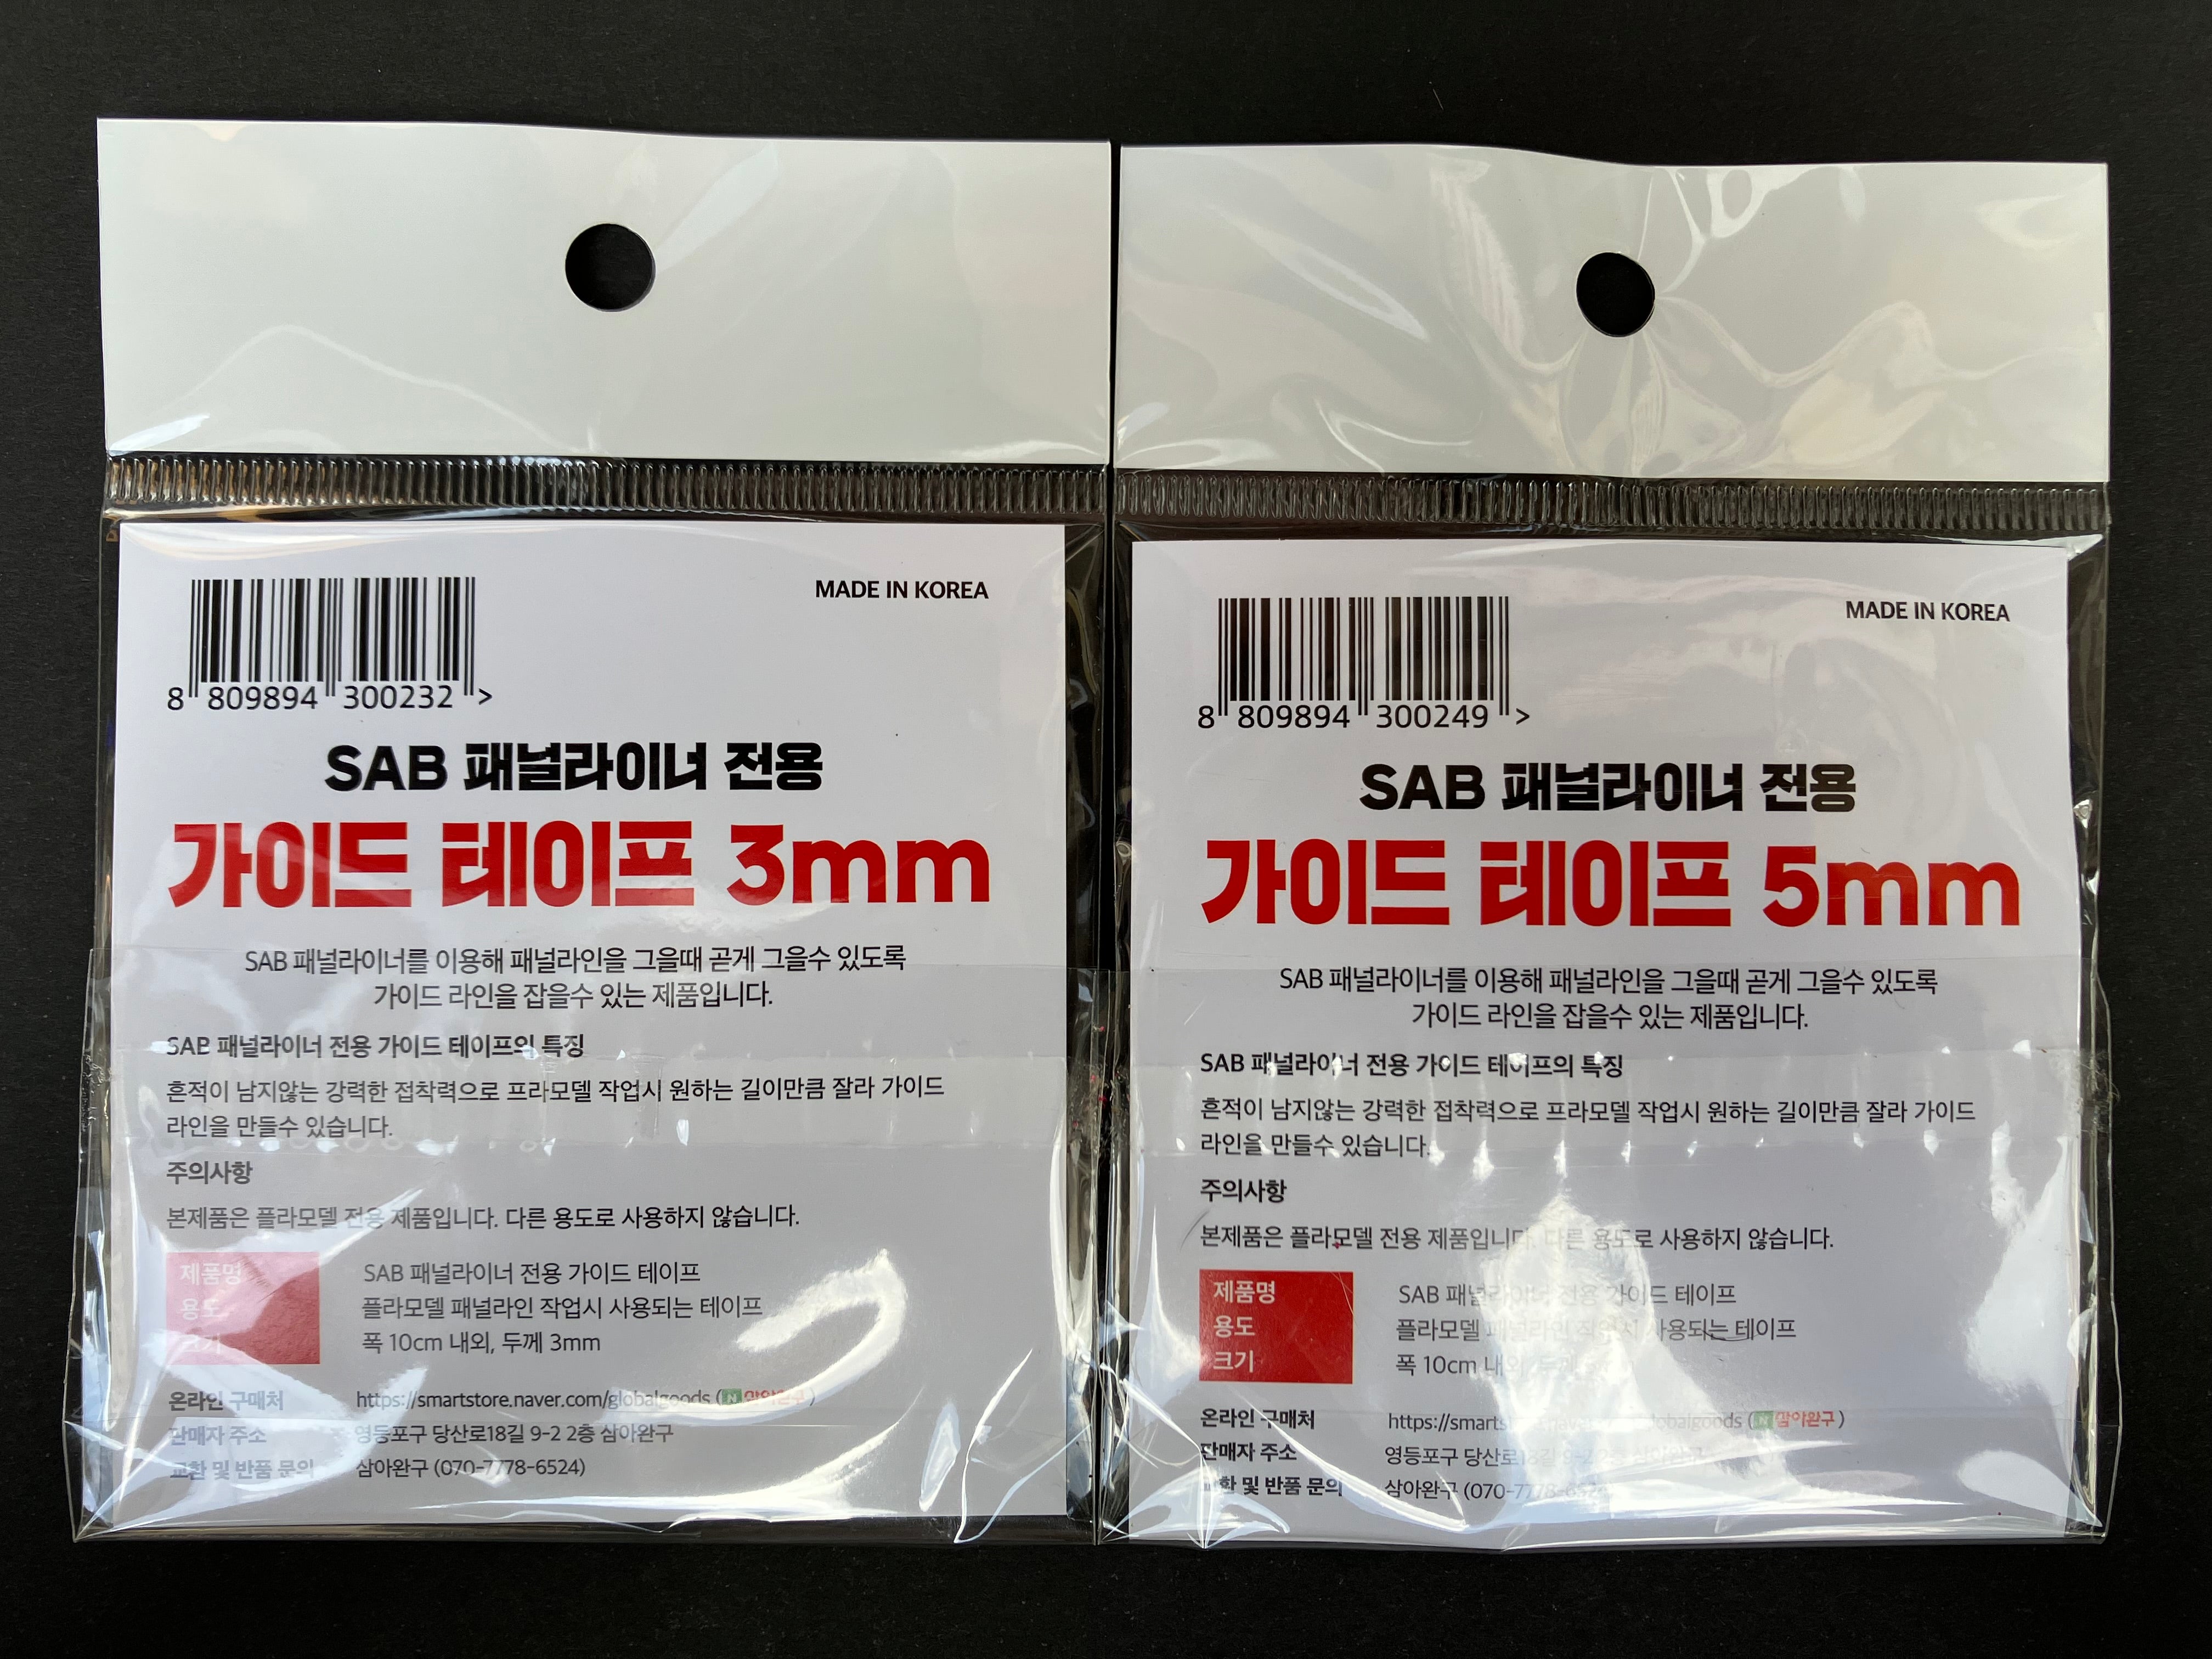 MADE IN KOREA
8 809894 300232 >
SAB 패널라이너 전용
가이드 테이프 3mm
SAB 패널라이너를 이용해 패널라인을 그을때 곧게 그을수 있도록
가이드 라인을 잡을수 있는 제품입니다.
SAB 패널라이너 전용 가이드 테이프의 특징
흔적이 남지않는 강력한 접착력으로 프라모델 작업시 원하는 길이만큼 잘라 가이드
라인을 만들수 있습니다.
주의사항
본제품은 플라모델 전용 제품입니다. 다른 용도로 사용하지 않습니다.
제품명 SAB 패널라이너 전용 가이드 테이프
용도 플라모델 패널라인 작업시 사용되는 테이프
크기 폭 10cm 내외, 두께 3mm
온라인 구매처 https://smartstore.naver.com/globalgoods (N 삼아완구)
판매자 주소 영등포구 당산로18길 9-2 2층 삼아완구
교환 및 반품 문의 삼아완구 (070-7778-6524)
MADE IN KOREA
8 809894 300249 >
SAB 패널라이너 전용
가이드 테이프 5mm
SAB 패널라이너를 이용해 패널라인을 그을때 곧게 그을수 있도록
가이드 라인을 잡을수 있는 제품입니다.
SAB 패널라이너 전용 가이드 테이프의 특징
흔적이 남지않는 강력한 접착력으로 프라모델 작업시 원하는 길이만큼 잘라 가이드
라인을 만들수 있습니다.
주의사항
본제품은 플라모델 전용 제품입니다. 다른 용도로 사용하지 않습니다.
제품명 SAB 패널라이너 전용 가이드 테이프
용도 플라모델 패널라인 작업시 사용되는 테이프
크기 폭 10cm 내외, 두께
온라인 구매처 (N 삼아완구)
판매자 주소 영등포구 당산로18길
교환 및 반품 문의 삼아완구